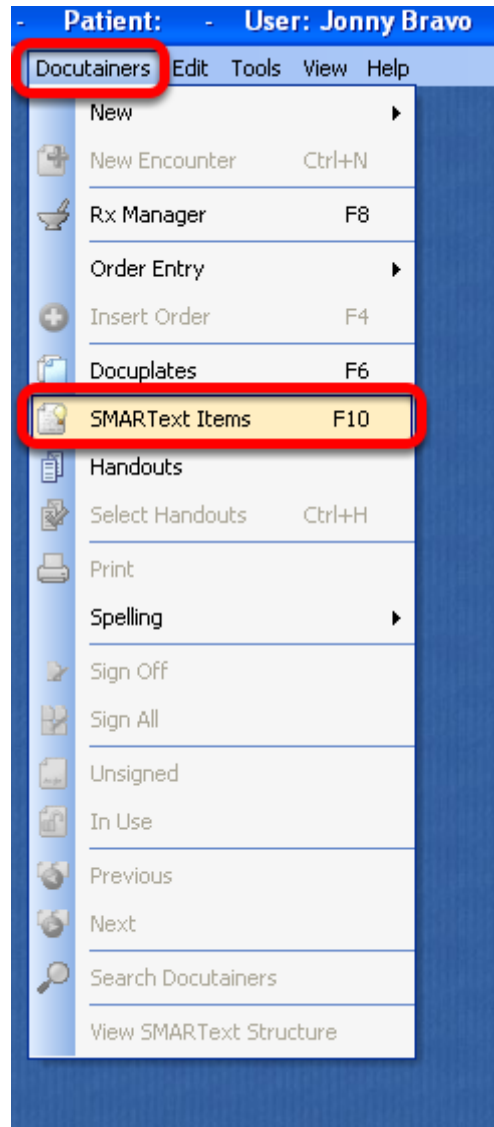 - Patient: - User: Jonny Bravo
Docutainers Edit Tools View Help
New
New Encounter Ctrl+N
Rx Manager F8
Order Entry
Insert Order F4
Docuplates F6
SMARText Items F10
Handouts
Select Handouts Ctrl+H
Print
Spelling
Sign Off
Sign All
Unsigned
In Use
Previous
Next
Search Docutainers
View SMARText Structure